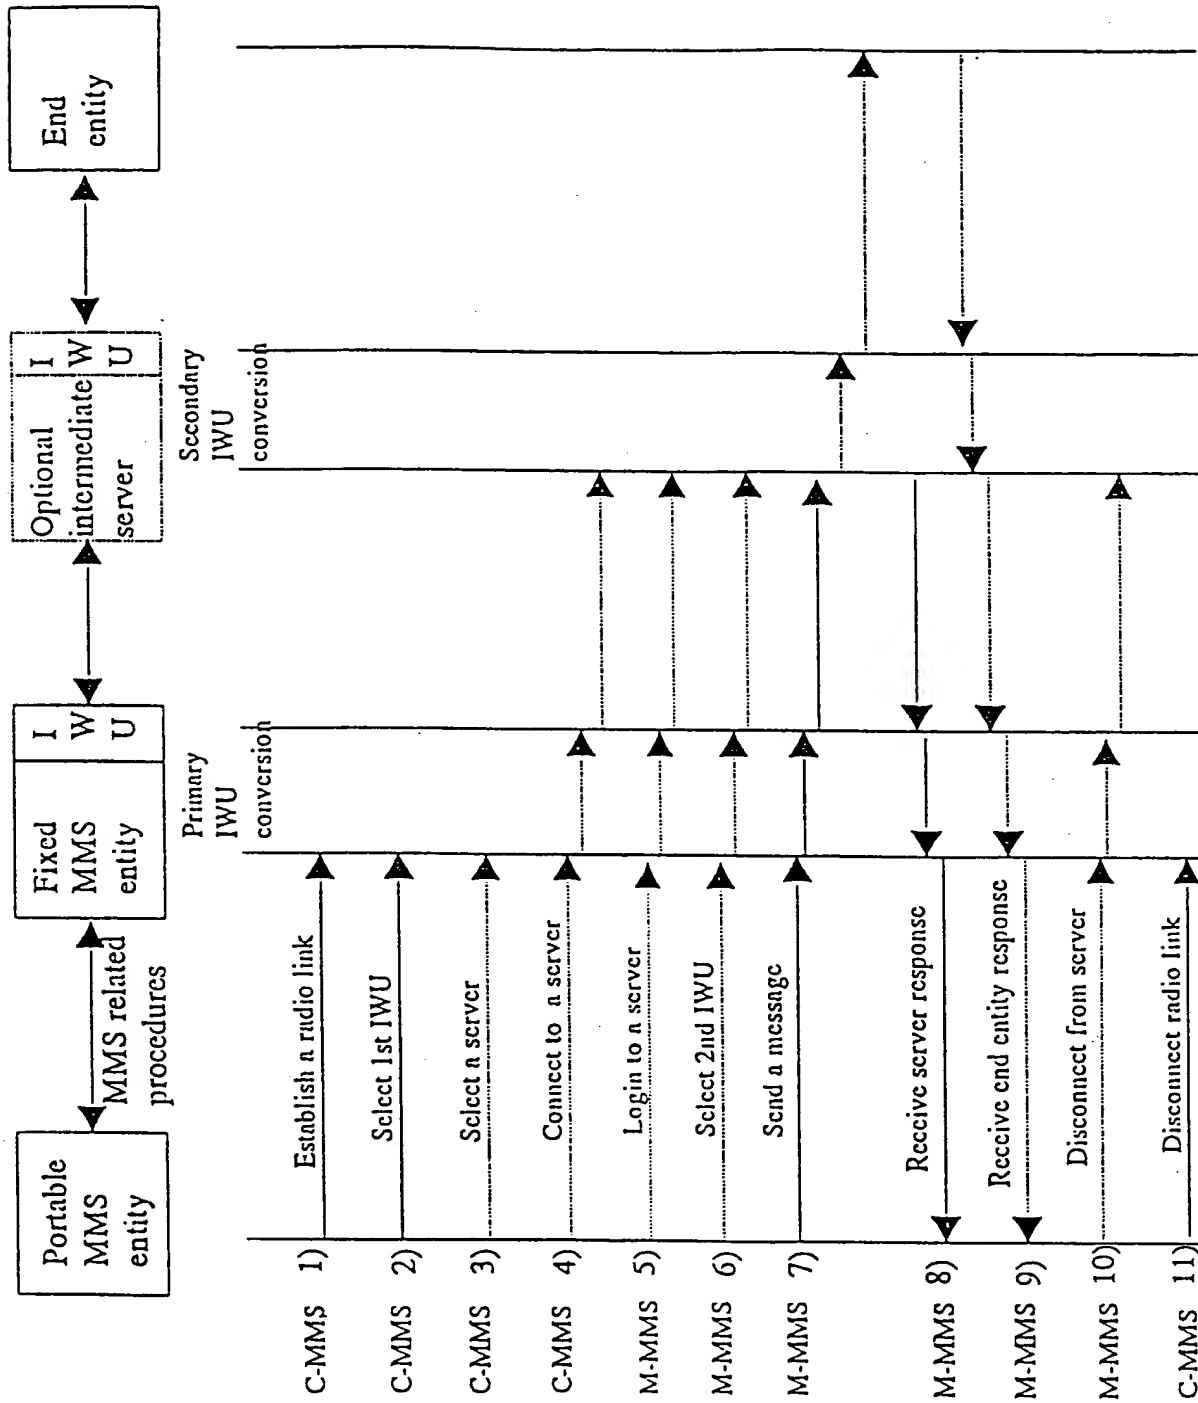 Portable
MMS
entity
MMS related
procedures
Fixed
MMS
entity
I
W
U
Optional
intermediate
server
I
W
U
End
entity
Primary
IWU
conversion
Secondary
IWU
conversion
C-MMS 1) Establish a radio link
C-MMS 2) Select 1st IWU
C-MMS 3) Select a server
C-MMS 4) Connect to a server
M-MMS 5) Login to a server
M-MMS 6) Select 2nd IWU
M-MMS 7) Send a message
M-MMS 8) Receive server response
M-MMS 9) Receive end entity response
M-MMS 10) Disconnect from server
C-MMS 11) Disconnect radio link